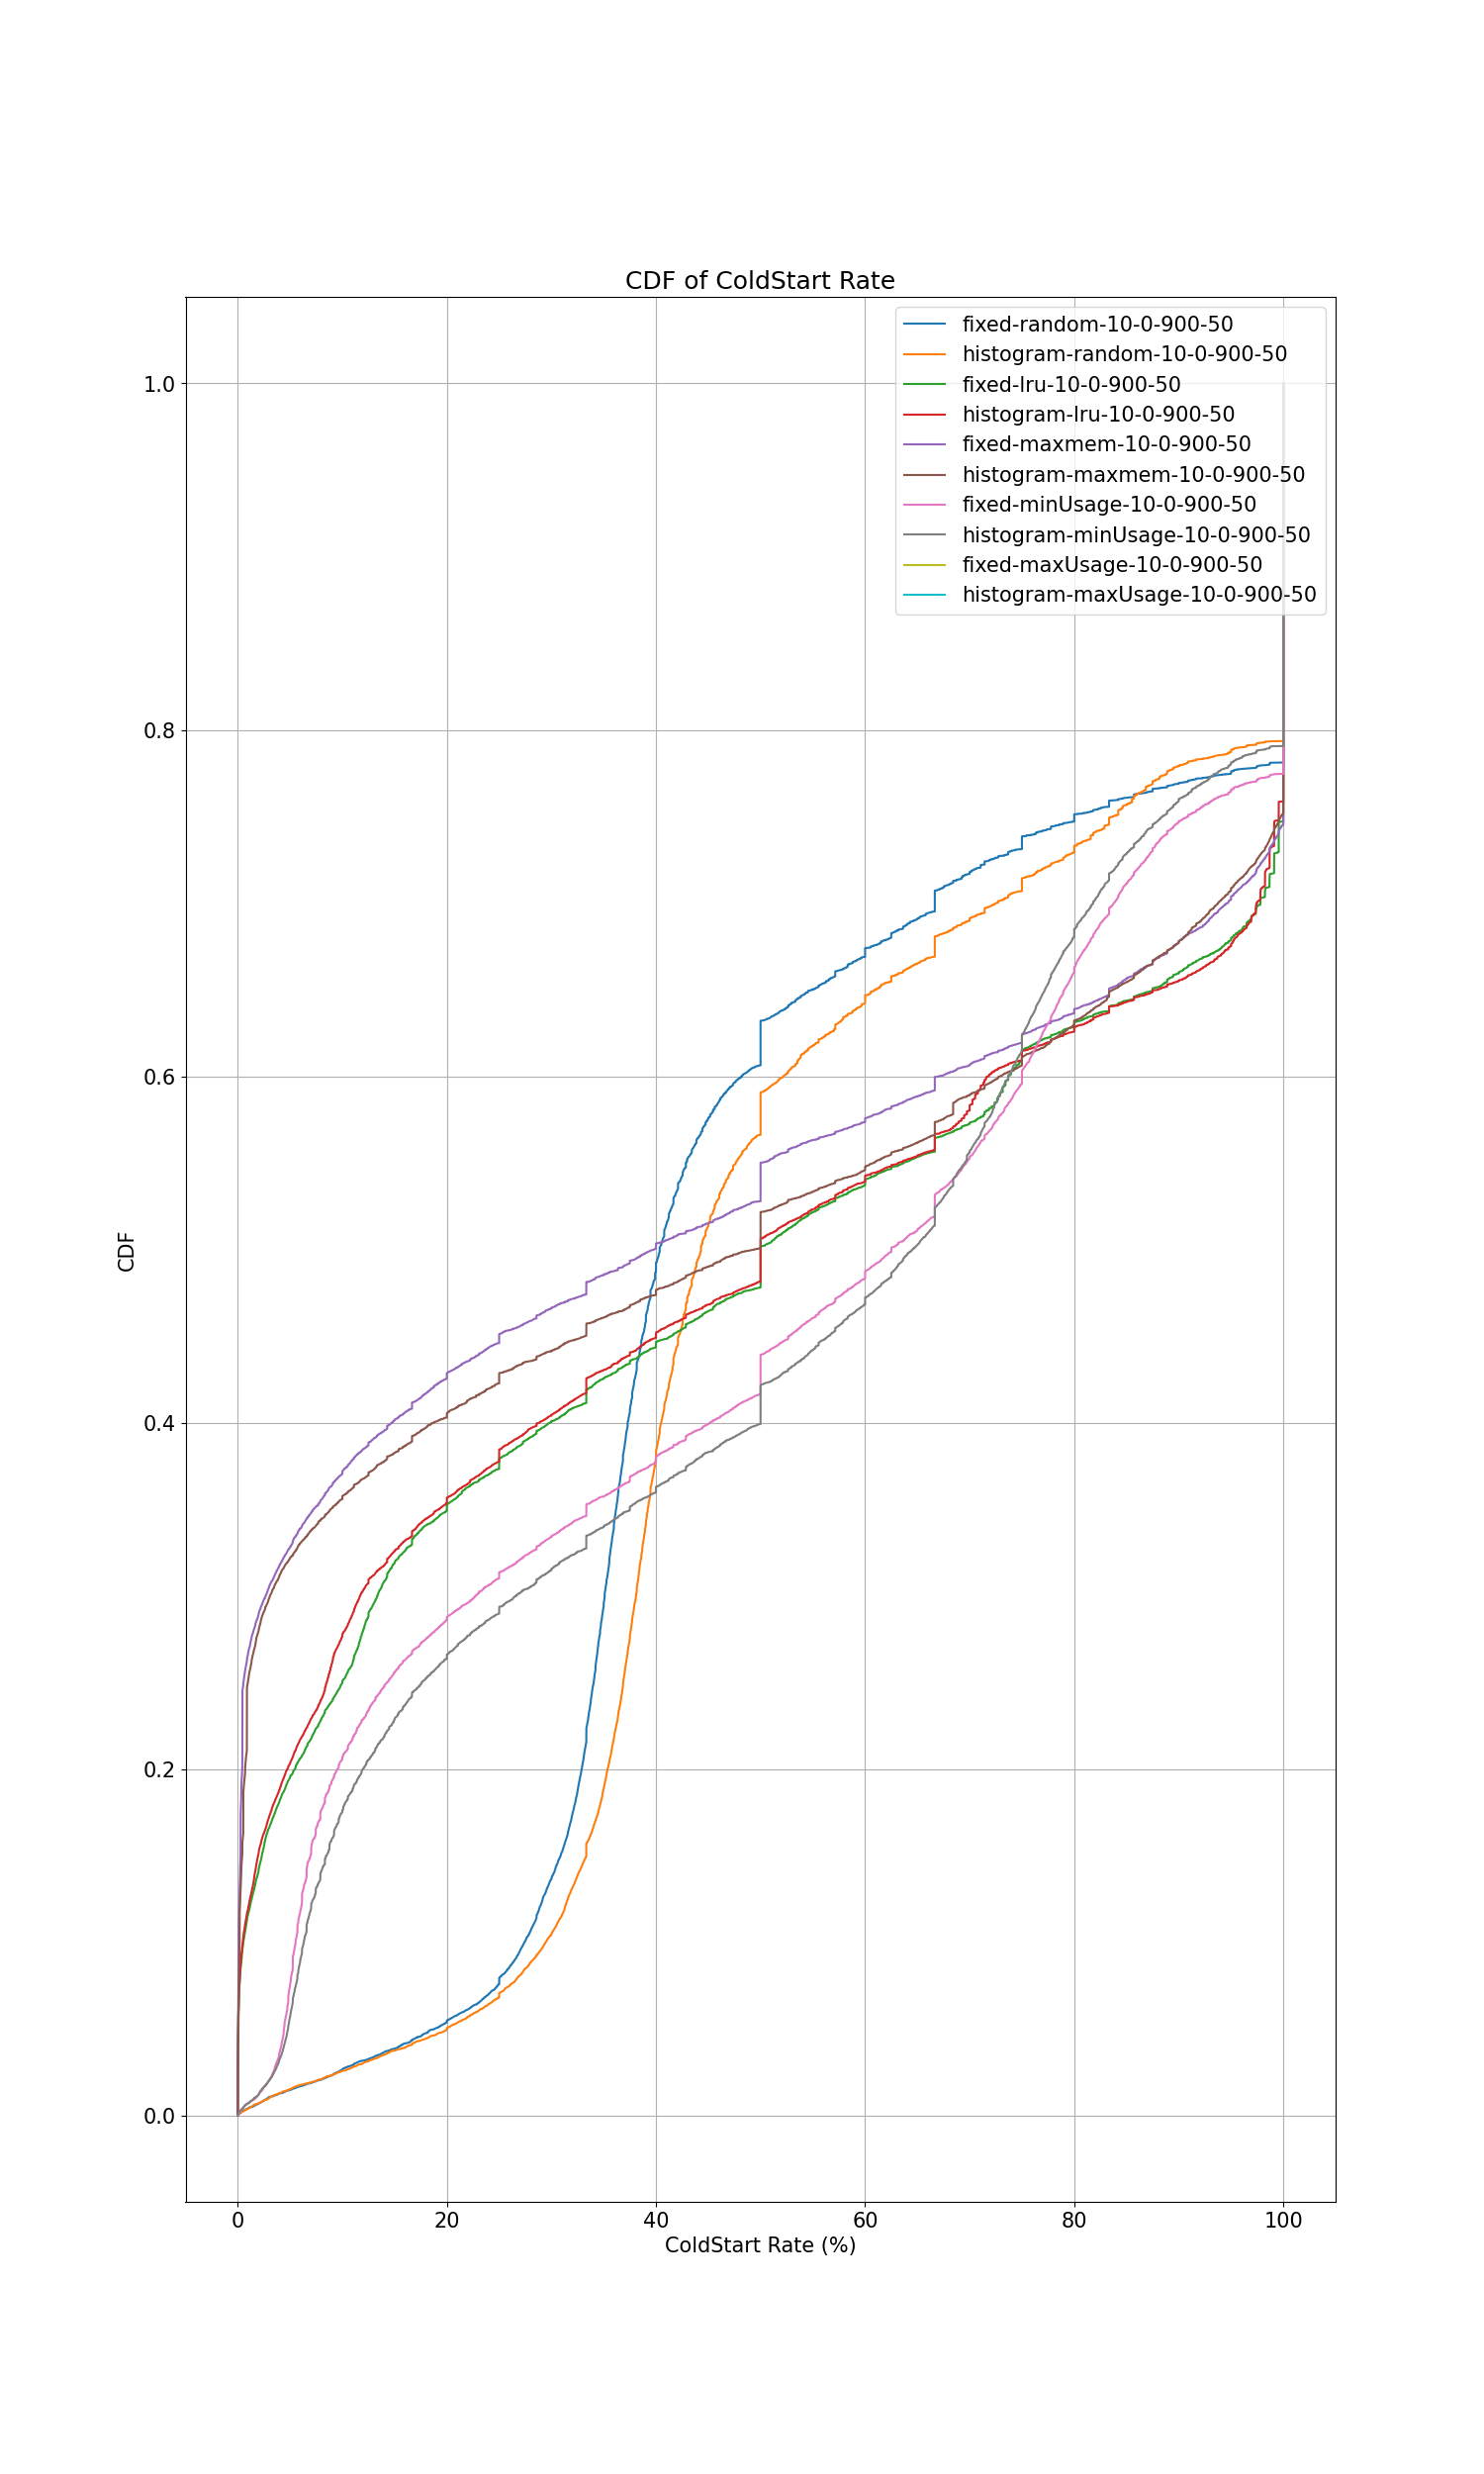 CDF of ColdStart Rate
fixed-random-10-0-900-50
histogram-random-10-0-900-50
fixed-lru-10-0-900-50
histogram-lru-10-0-900-50
fixed-maxmem-10-0-900-50
histogram-maxmem-10-0-900-50
fixed-minUsage-10-0-900-50
histogram-minUsage-10-0-900-50
fixed-maxUsage-10-0-900-50
histogram-maxUsage-10-0-900-50
1.0
0.8
0.6
0.4
0.2
0.0
CDF
0 20 40 60 80 100
ColdStart Rate (%)